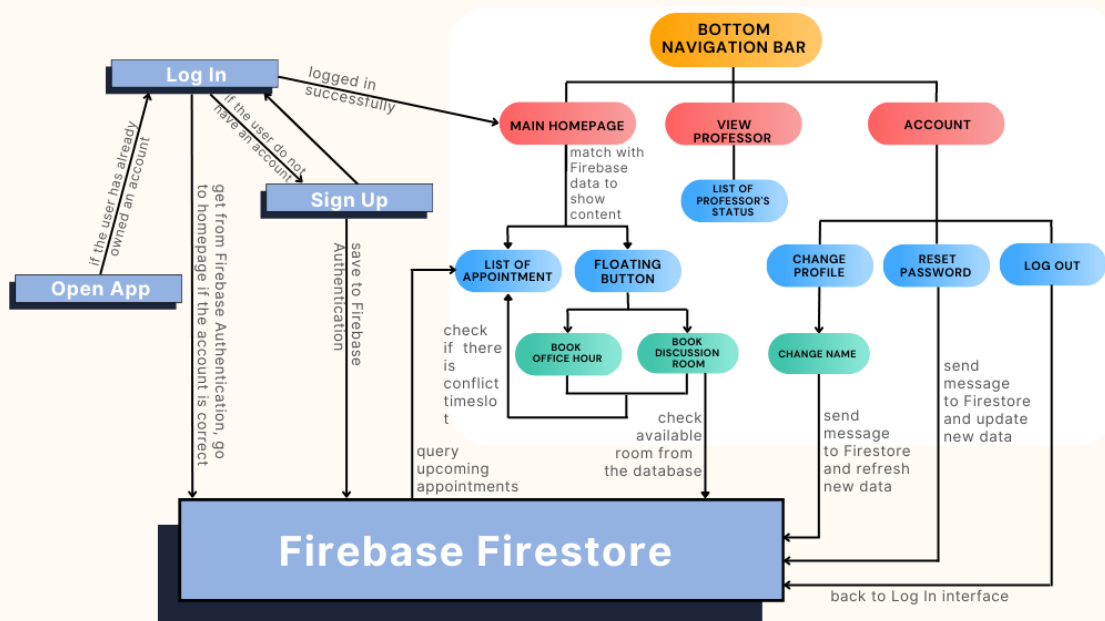 BOTTOM
NAVIGATION BAR
Log In
logged in
successfully
MAIN HOMEPAGE
VIEW
PROFESSOR
ACCOUNT
if the user has already
owned an account
if the user do not
have an account
Sign Up
Open App
get from Firebase Authentication, go
to homepage if the account is correct
save to Firebase
Authentication
match with
Firebase
data to
show
content
LIST OF
PROFESSOR'S
STATUS
LIST OF
APPOINTMENT
FLOATING
BUTTON
CHANGE
PROFILE
RESET
PASSWORD
LOG OUT
check
if there
is
conflict
timeslo
t
BOOK
OFFICE HOUR
BOOK
DISCUSSION
ROOM
CHANGE NAME
query
upcoming
appointments
check
available
room from
the database
send
message
to Firestore
and refresh
new data
send
message
to Firestore
and update
new data
Firebase Firestore
back to Log In interface